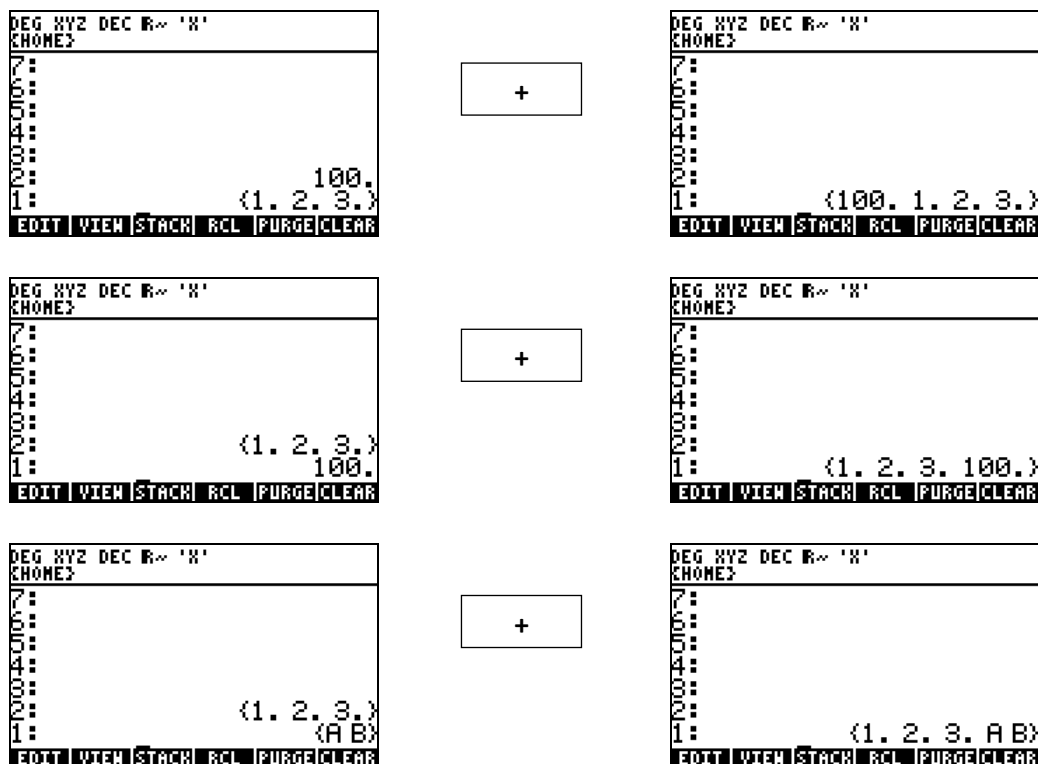 DEG XYZ DEC R~ 'X'
{HOME}
7:
6:
5:
4:
3:
2: 100.
1: {1. 2. 3.}
EDIT VIEW STACK RCL PURGE CLEAR
+
DEG XYZ DEC R~ 'X'
{HOME}
7:
6:
5:
4:
3:
2:
1: {100. 1. 2. 3.}
EDIT VIEW STACK RCL PURGE CLEAR
DEG XYZ DEC R~ 'X'
{HOME}
7:
6:
5:
4:
3:
2: {1. 2. 3.}
1: 100.
EDIT VIEW STACK RCL PURGE CLEAR
+
DEG XYZ DEC R~ 'X'
{HOME}
7:
6:
5:
4:
3:
2:
1: {1. 2. 3. 100.}
EDIT VIEW STACK RCL PURGE CLEAR
DEG XYZ DEC R~ 'X'
{HOME}
7:
6:
5:
4:
3:
2: {1. 2. 3.}
1: {A B}
EDIT VIEW STACK RCL PURGE CLEAR
+
DEG XYZ DEC R~ 'X'
{HOME}
7:
6:
5:
4:
3:
2:
1: {1. 2. 3. A B}
EDIT VIEW STACK RCL PURGE CLEAR